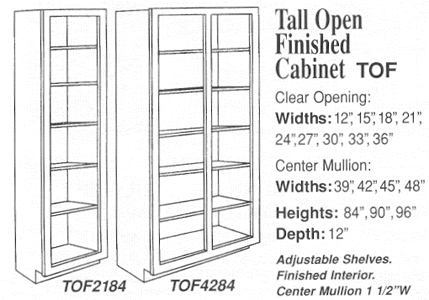 Tall Open
Finished
Cabinet TOF
Clear Opening:
Widths: 12", 15", 18", 21",
24", 27", 30", 33", 36"
Center Mullion:
Widths: 39", 42", 45", 48"
Heights: 84", 90", 96"
Depth: 12"
Adjustable Shelves.
Finished Interior.
Center Mullion 1 1/2"W
TOF2184
TOF4284